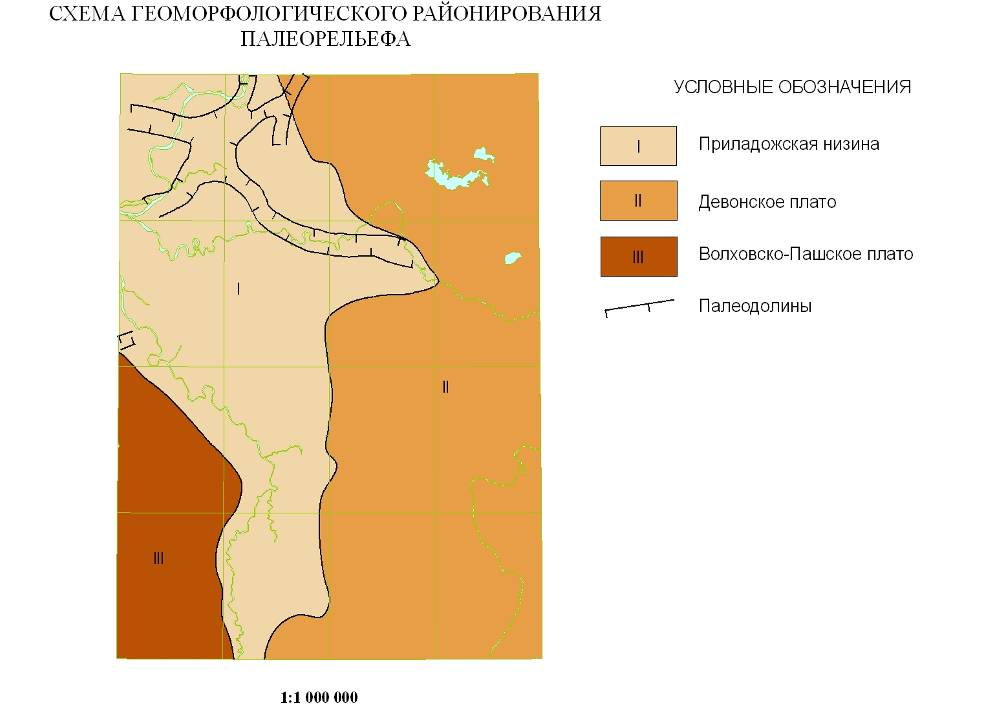 СХЕМА ГЕОМОРФОЛОГИЧЕСКОГО РАЙОНИРОВАНИЯ
ПАЛЕОРЕЛЬЕФА
УСЛОВНЫЕ ОБОЗНАЧЕНИЯ
I Приладожская низина
II Девонское плато
III Волховско-Пашское плато
Палеодолины
I
II
III
1:1 000 000